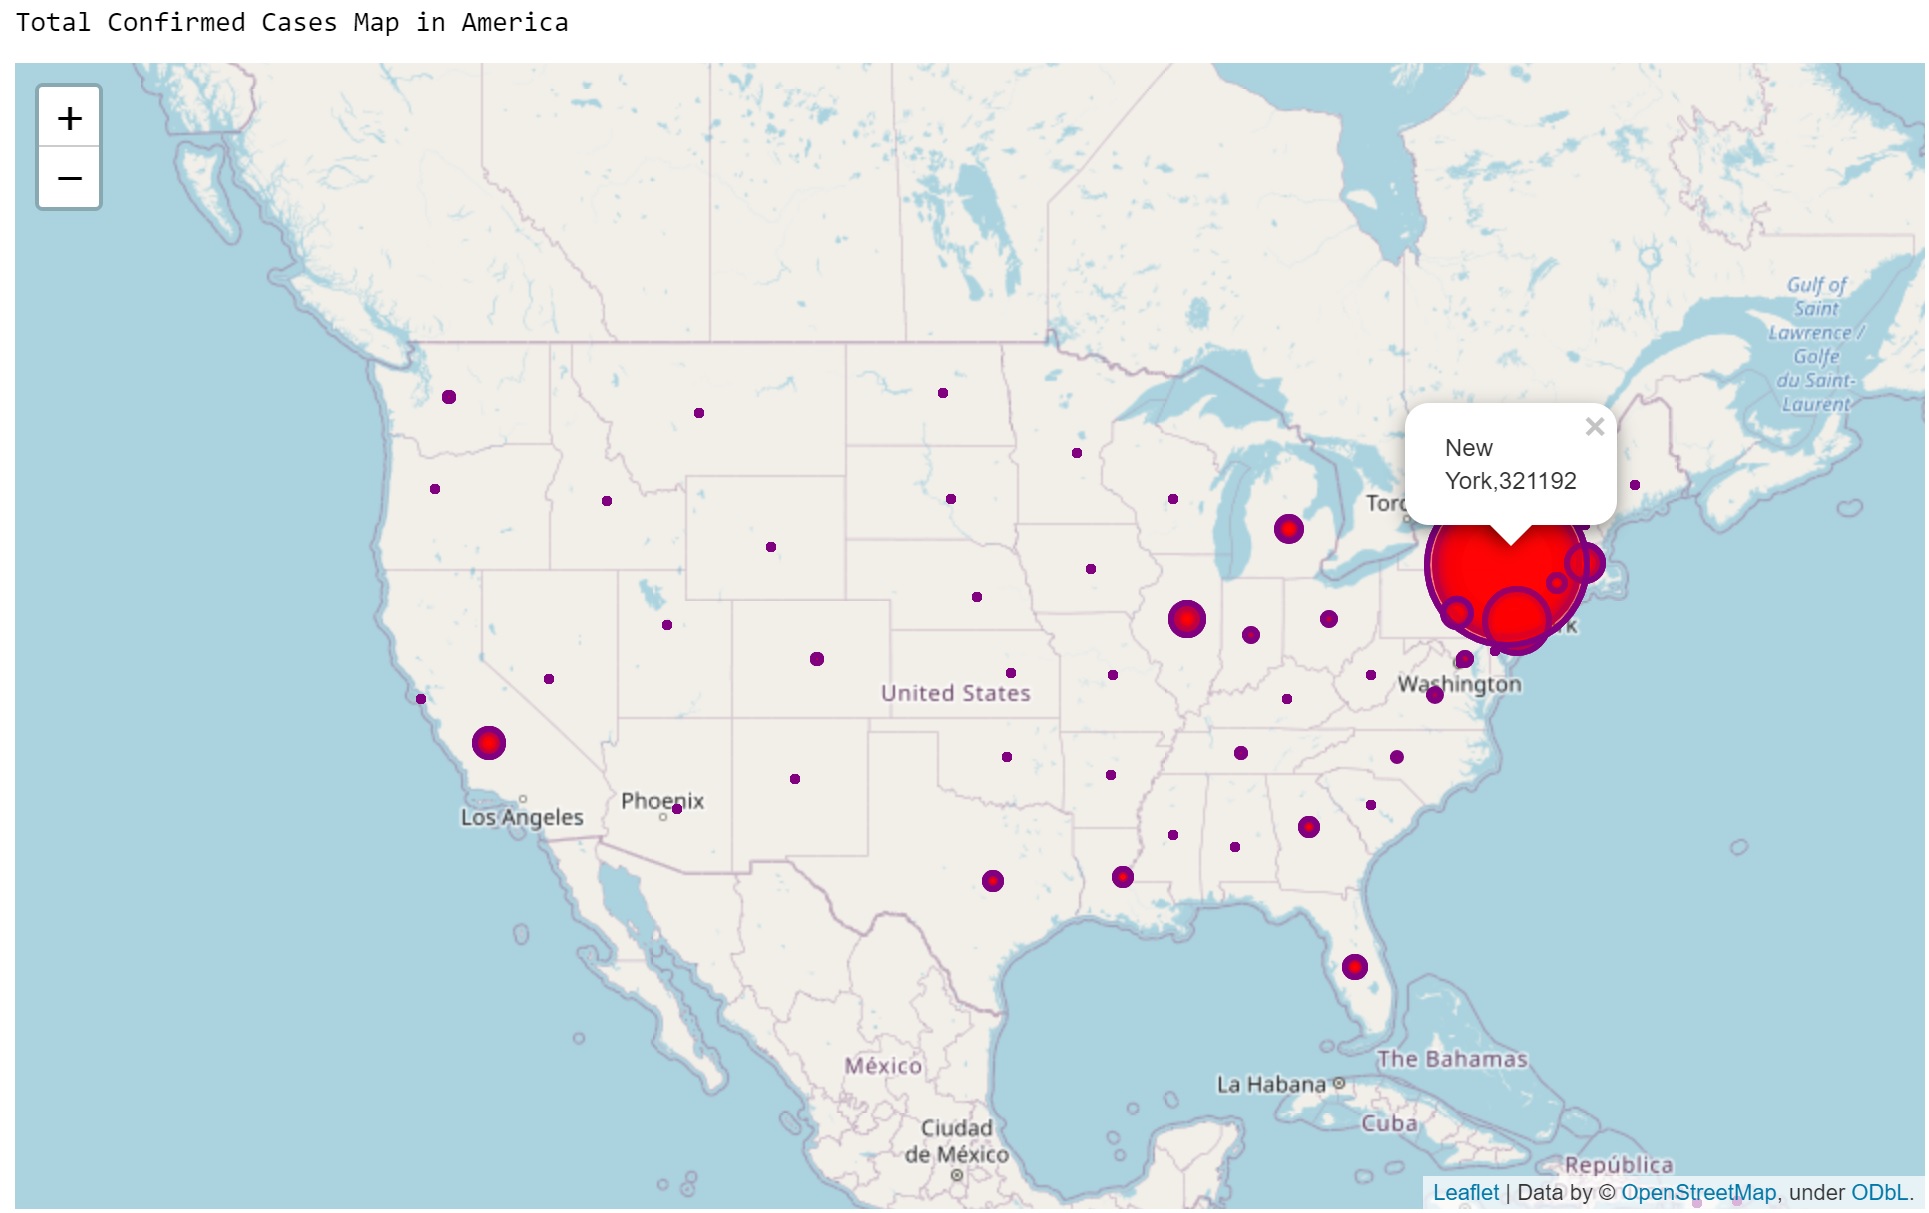 Total Confirmed Cases Map in America
+
−
Gulf of
Saint
Lawrence /
Golfe
du Saint-
Laurent
×
New
York,321192
Toro
rk
Washington
United States
Phoenix
Los Angeles
México
The Bahamas
La Habana
Cuba
Ciudad
de México
República
Leaflet | Data by © OpenStreetMap, under ODbL.